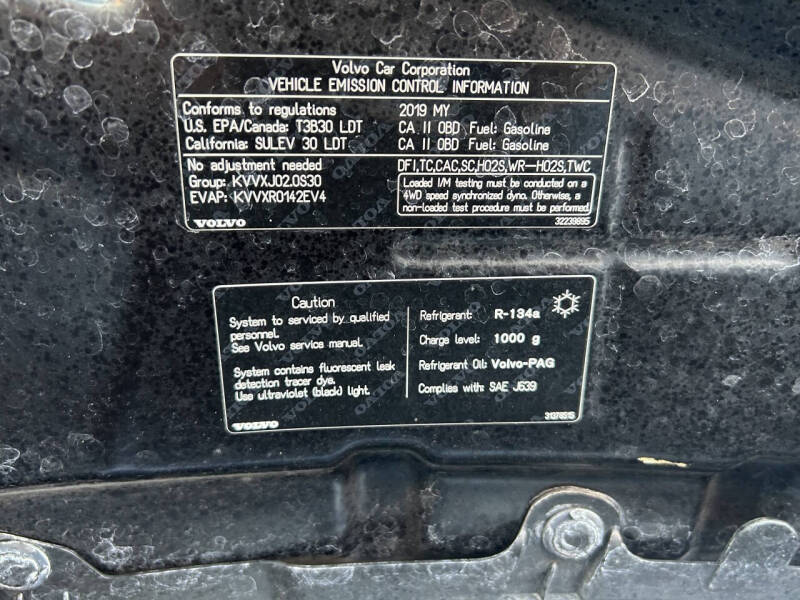 Volvo Car Corporation
VEHICLE EMISSION CONTROL INFORMATION
Conforms to regulations 2019 MY
U.S. EPA/Canada: T3B30 LDT CA II OBD Fuel: Gasoline
California: SULEV 30 LDT CA II OBD Fuel: Gasoline
No adjustment needed DFI,TC,CAC,SC,HO2S,WR-HO2S,TWC
Group: KVVXJ02.0S30
EVAP: KVVXR0142EV4
Loaded I/M testing must be conducted on a
4WD speed synchronized dyno. Otherwise, a
non-loaded test procedure must be performed
VOLVO 32239895
Caution
System to serviced by qualified
personnel.
See Volvo service manual.
System contains fluorescent leak
detection tracer dye.
Use ultraviolet (black) light.
Refrigerant: R-134a
Charge level: 1000 g
Refrigerant Oil: Volvo-PAG
Complies with: SAE J639
VOLVO